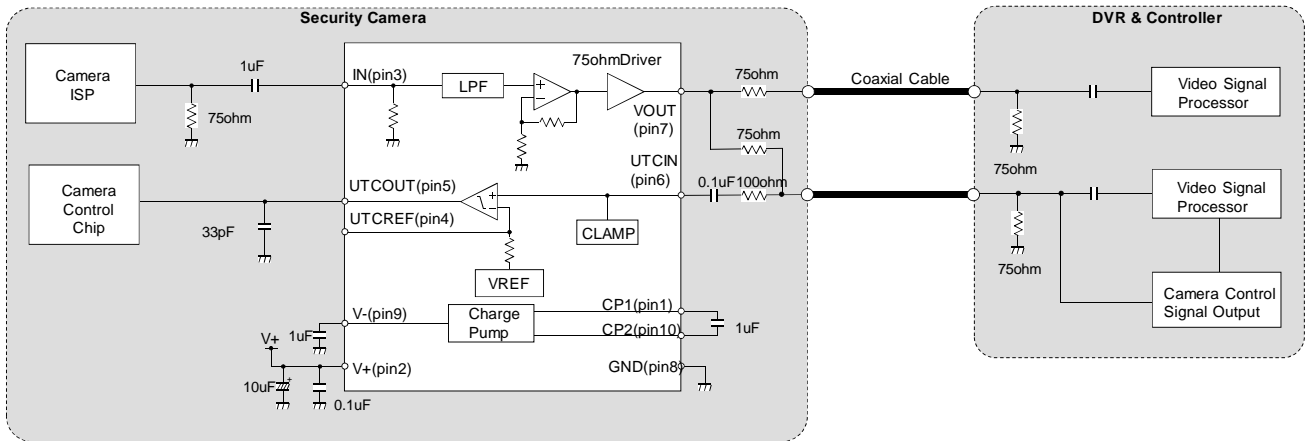 Security Camera
DVR & Controller
Camera
ISP
1uF
75ohm
IN(pin3)
LPF
75ohmDriver
VOUT
(pin7)
75ohm
75ohm
Coaxial Cable
75ohm
Video Signal
Processor
Camera
Control
Chip
33pF
UTCOUT(pin5)
UTCREF(pin4)
UTCIN
(pin6)
0.1uF
100ohm
CLAMP
VREF
75ohm
Video Signal
Processor
Camera Control
Signal Output
V-(pin9)
1uF
Charge
Pump
CP1(pin1)
CP2(pin10)
1uF
V+
V+(pin2)
10uF
+
0.1uF
GND(pin8)